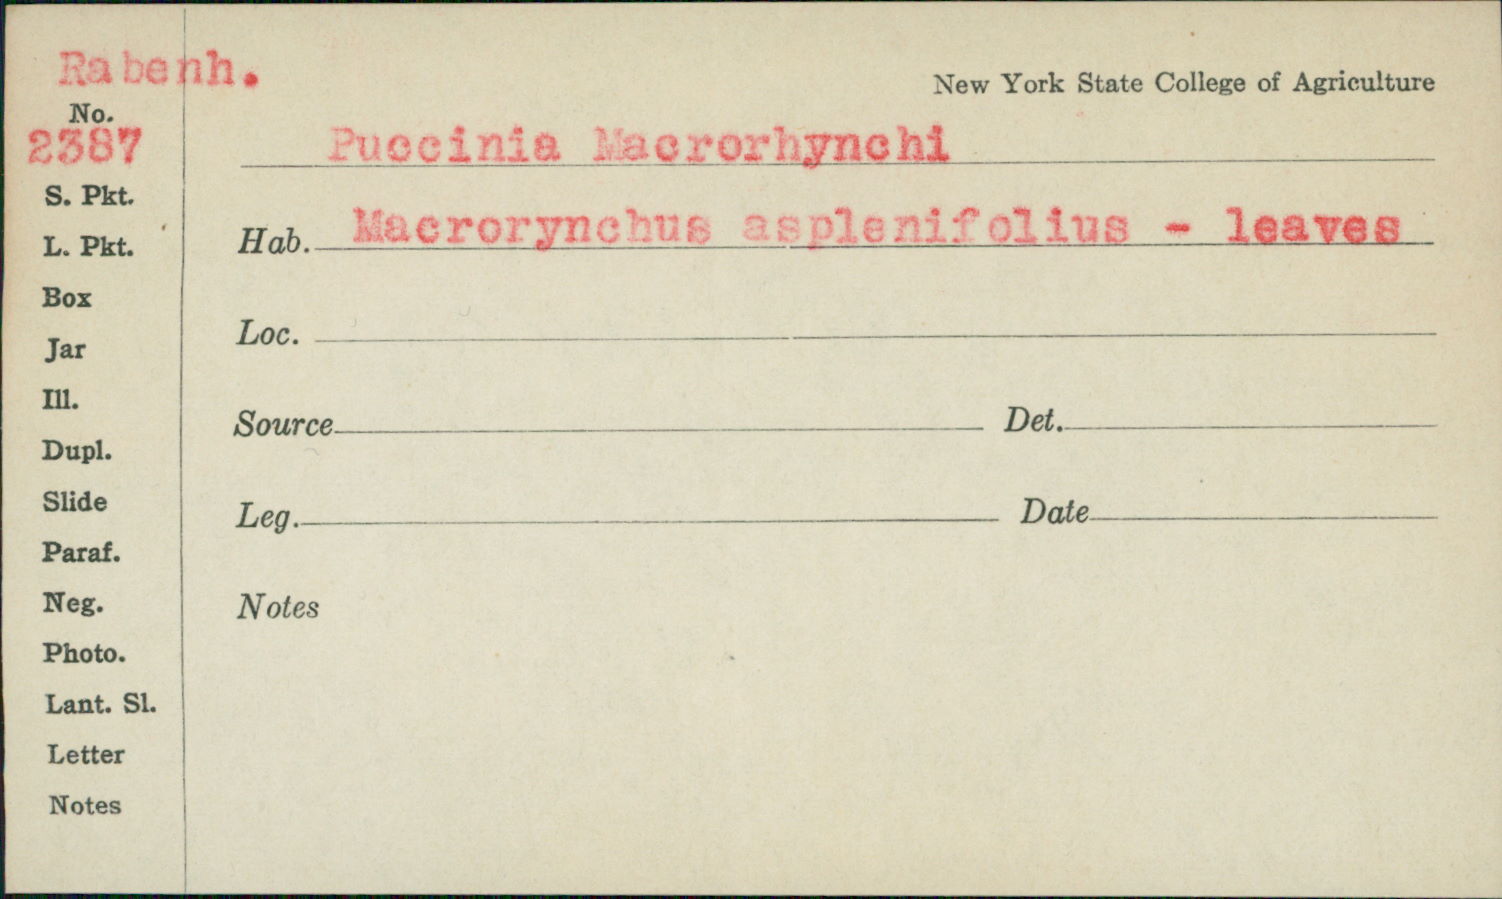 Rabenh.
New York State College of Agriculture
No.
2387
Puccinia Macrorhynchi
S. Pkt.
Hab. Macrorynchus asplenifolius - leaves
L. Pkt.
Box
Loc.
Jar
Ill.
Source Det.
Dupl.
Slide
Leg. Date
Paraf.
Neg.
Notes
Photo.
Lant. Sl.
Letter
Notes